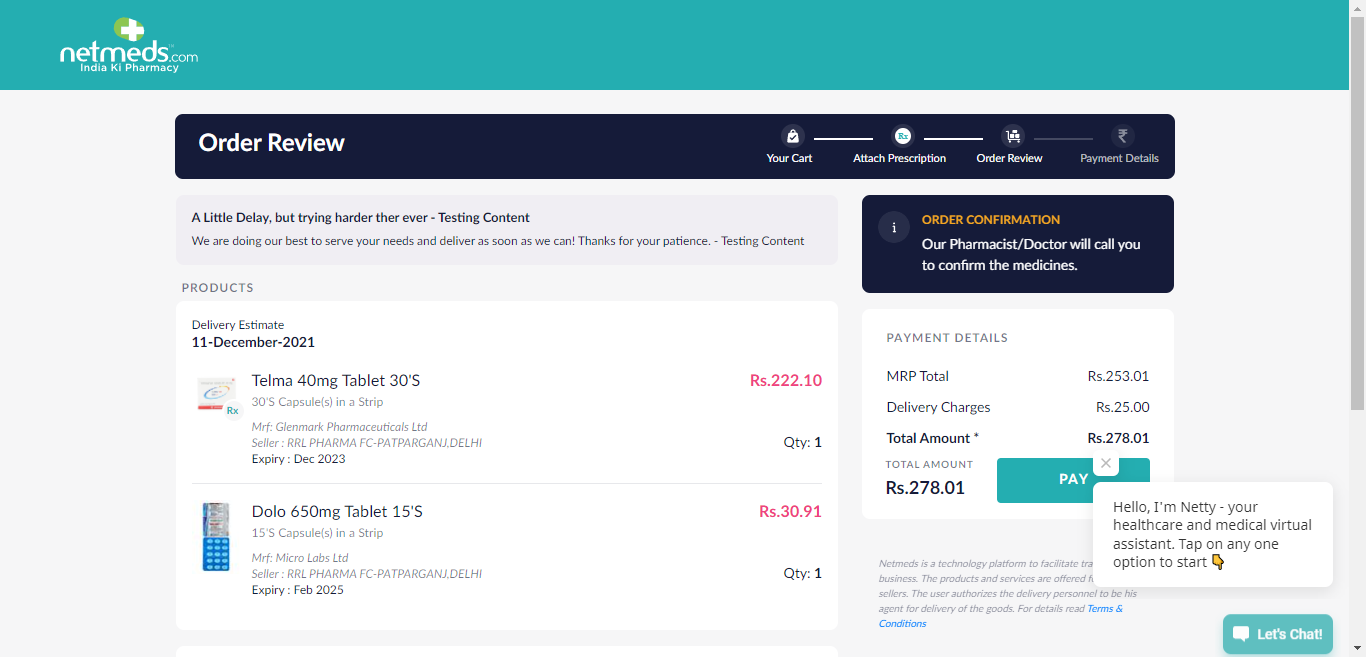 netmeds.com
India Ki Pharmacy
Order Review
Your Cart
Attach Prescription
Order Review
Payment Details
A Little Delay, but trying harder ther ever - Testing Content
We are doing our best to serve your needs and deliver as soon as we can! Thanks for your patience. - Testing Content
PRODUCTS
Delivery Estimate
11-December-2021
Telma 40mg Tablet 30'S Rs.222.10
30'S Capsule(s) in a Strip
Rx
Mrf: Glenmark Pharmaceuticals Ltd
Seller : RRL PHARMA FC-PATPARGANJ,DELHI Qty: 1
Expiry : Dec 2023
Dolo 650mg Tablet 15'S Rs.30.91
15'S Capsule(s) in a Strip
Mrf: Micro Labs Ltd
Seller : RRL PHARMA FC-PATPARGANJ,DELHI Qty: 1
Expiry : Feb 2025
ORDER CONFIRMATION
Our Pharmacist/Doctor will call you
to confirm the medicines.
PAYMENT DETAILS
MRP Total Rs.253.01
Delivery Charges Rs.25.00
Total Amount * Rs.278.01
TOTAL AMOUNT
Rs.278.01
PAY
Netmeds is a technology platform to facilitate
business. The products and services are offered
sellers. The user authorizes the delivery personnel to be his
agent for delivery of the goods. For details read Terms &
Conditions
Hello, I'm Netty - your
healthcare and medical virtual
assistant. Tap on any one
option to start 👇
Let's Chat!